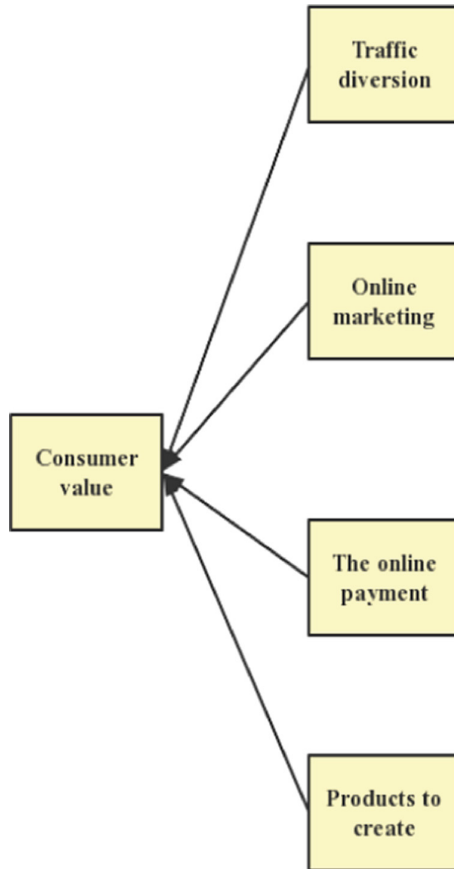 Traffic
diversion
Online
marketing
Consumer
value
The online
payment
Products to
create